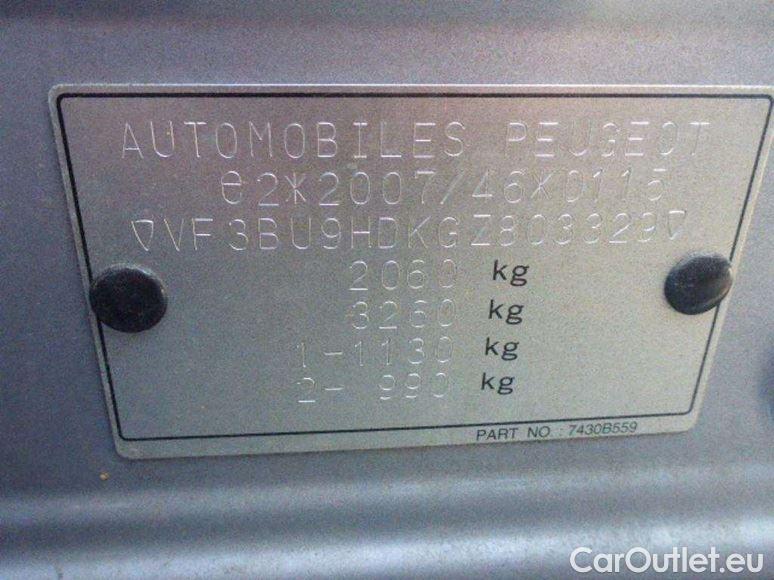 AUTOMOBILES PEUGEOT
e2*2007/46*0115
▽VF3BU9HDKGZ803329▽
2060 kg
3260 kg
1-1130 kg
2- 990 kg
PART NO. : 7430B559
CarOutlet.eu